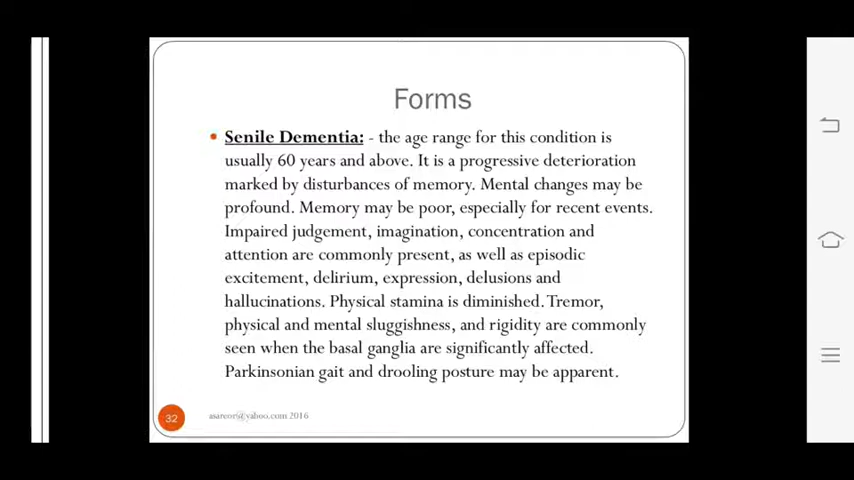 Forms
• Senile Dementia: - the age range for this condition is
usually 60 years and above. It is a progressive deterioration
marked by disturbances of memory. Mental changes may be
profound. Memory may be poor, especially for recent events.
Impaired judgement, imagination, concentration and
attention are commonly present, as well as episodic
excitement, delirium, expression, delusions and
hallucinations. Physical stamina is diminished. Tremor,
physical and mental sluggishness, and rigidity are commonly
seen when the basal ganglia are significantly affected.
Parkinsonian gait and drooling posture may be apparent.
32
asareor@yahoo.com 2016